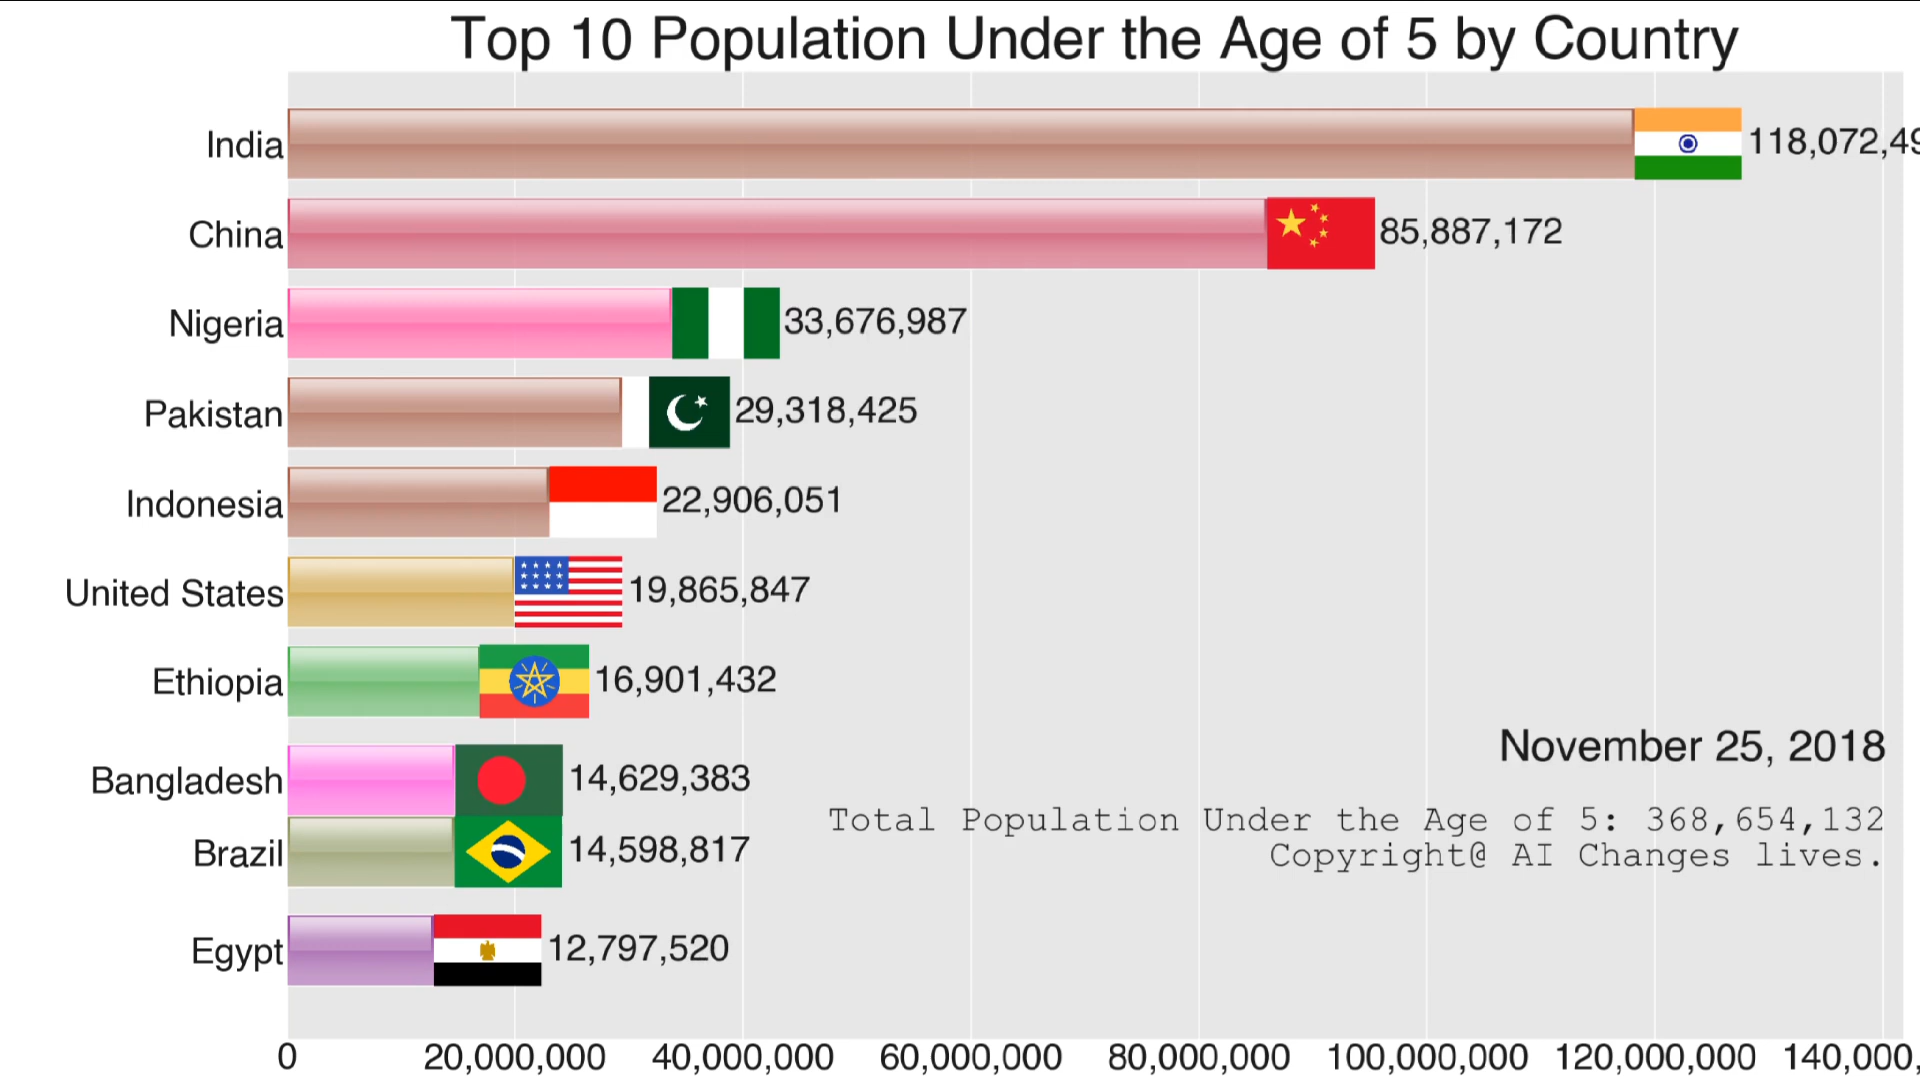 Top 10 Population Under the Age of 5 by Country
India 118,072,49
China 85,887,172
Nigeria 33,676,987
Pakistan 29,318,425
Indonesia 22,906,051
United States 19,865,847
Ethiopia 16,901,432
November 25, 2018
Bangladesh 14,629,383
Total Population Under the Age of 5: 368,654,132
Brazil 14,598,817
Copyright@ AI Changes lives.
Egypt 12,797,520
0 20,000,000 40,000,000 60,000,000 80,000,000 100,000,000 120,000,000 140,000,